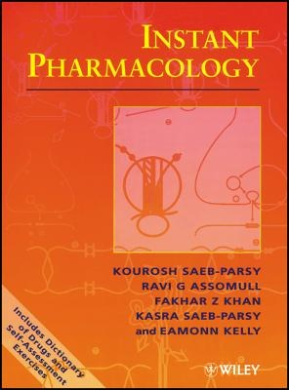 INSTANT
PHARMACOLOGY
KOUROSH SAEB-PARSY
RAVI G ASSOMULL
FAKHAR Z KHAN
KASRA SAEB-PARSY
and EAMONN KELLY
Includes Dictionary
of Drugs and
Self-Assessment
Exercises
WILEY